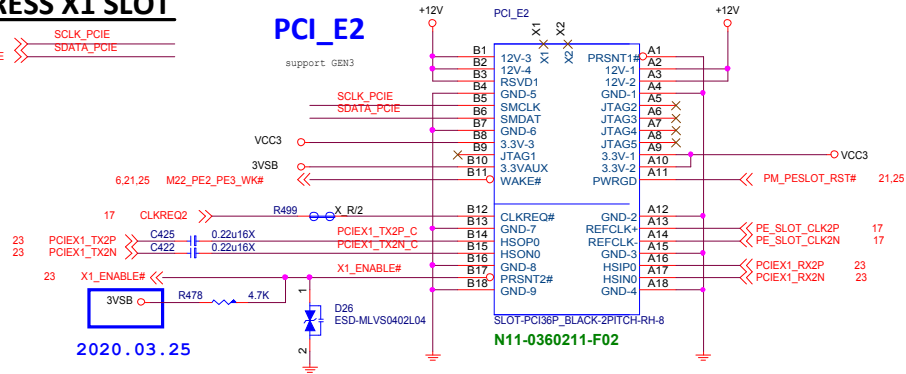 RESS X1 SLOT
SCLK_PCIE
SDATA_PCIE
E
PCI_E2
support GEN3
+12V
PCI_E2
X1
X2
+12V
X1
X2
B1 12V-3 PRSNT1# A1
B2 12V-4 12V-1 A2
B3 RSVD1 12V-2 A3
B4 GND-5 GND-1 A4
SCLK_PCIE B5 SMCLK JTAG2 A5
SDATA_PCIE B6 SMDAT JTAG3 A6
B7 GND-6 JTAG4 A7
VCC3 B8 3.3V-3 JTAG5 A8
B9 JTAG1 3.3V-1 A9 VCC3
3VSB B10 3.3VAUX 3.3V-2 A10
6,21,25 M22_PE2_PE3_WK# B11 WAKE# PWRGD A11 PM_PESLOT_RST# 21,25
17 CLKREQ2 R499 X_R/2 B12 CLKREQ# GND-2 A12
B13 GND-7 REFCLK+ A13 PE_SLOT_CLK2P 17
23 PCIEX1_TX2P C425 0.22u16X PCIEX1_TX2P_C B14 HSOP0 REFCLK- A14 PE_SLOT_CLK2N 17
23 PCIEX1_TX2N C422 0.22u16X PCIEX1_TX2N_C B15 HSON0 GND-3 A15
B16 GND-8 HSIP0 A16 PCIEX1_RX2P 23
23 X1_ENABLE# X1_ENABLE# B17 PRSNT2# HSIN0 A17 PCIEX1_RX2N 23
B18 GND-9 GND-4 A18
3VSB R478 4.7K
1
D26
ESD-MLVS0402L04
2
SLOT-PCI36P_BLACK-2PITCH-RH-8
N11-0360211-F02
2020.03.25